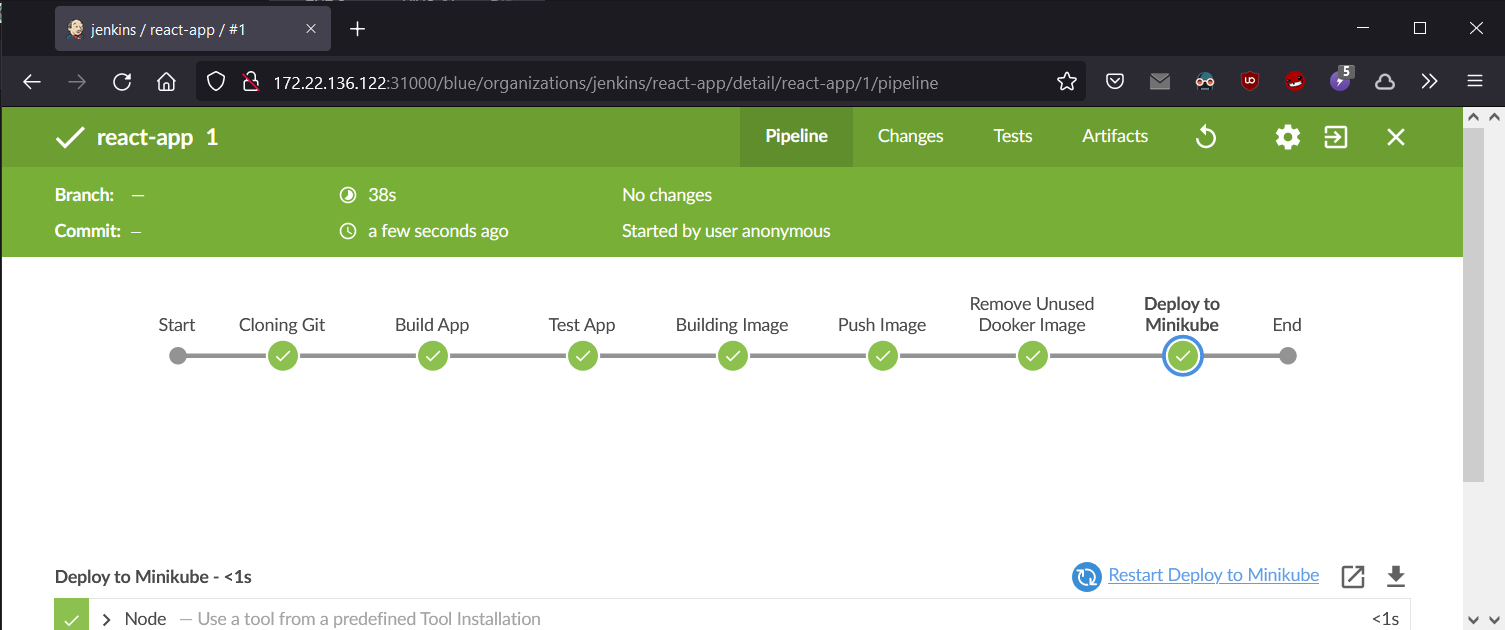 jenkins / react-app / #1
172.22.136.122:31000/blue/organizations/jenkins/react-app/detail/react-app/1/pipeline
5
react-app 1
Pipeline Changes Tests Artifacts
Branch: — 38s No changes
Commit: — a few seconds ago Started by user anonymous
Remove Unused Deploy to
Start Cloning Git Build App Test App Building Image Push Image Dooker Image Minikube End
Deploy to Minikube - <1s Restart Deploy to Minikube
Node — Use a tool from a predefined Tool Installation <1s